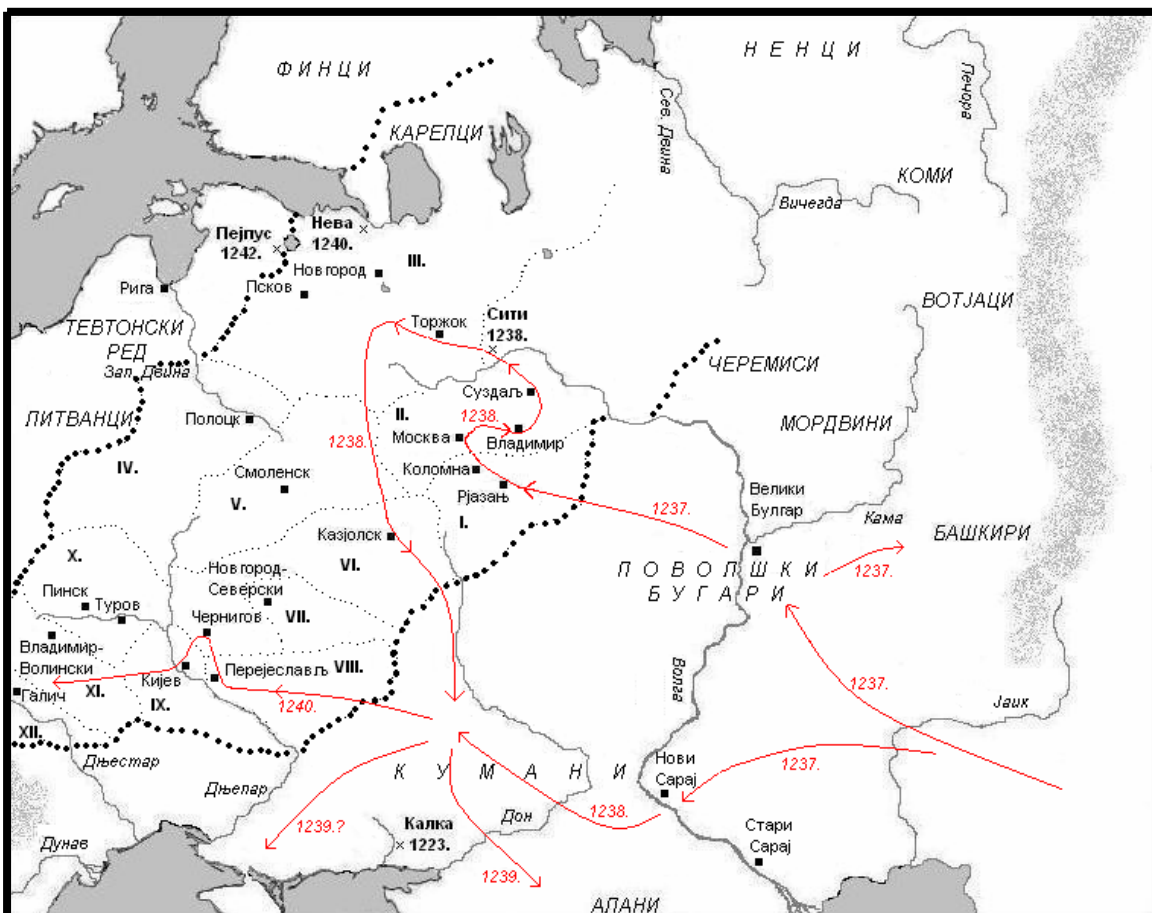 ФИНЦИ
НЕНЦИ
Печора
Сев. Двина
КАРЕЛЦИ
КОМИ
Вичегда
Нева
1240.
Пејпус
1242.
Новгород
III.
Псков
Рига
ВОТЈАЦИ
ТЕВТОНСКИ
РЕД
Зап. Двина
Торжок
Сити
1238.
ЧЕРЕМИСИ
Суздаљ
ЛИТВАНЦИ
Полоцк
II.
1238.
1238.
Москва
Владимир
МОРДВИНИ
IV.
Смоленск
V.
Коломна
Рјазањ
I.
1237.
Велики
Булгар
Кама
БАШКИРИ
Казјолск
VI.
X.
Новгород-
Северски
ПОВОЛШКИ
БУГАРИ
1237.
Пинск
Туров
VII.
Чернигов
Владимир-
Волински
VIII.
Кијев
Перејеслављ
Галич
XI.
IX.
1240.
Волга
1237.
Јаик
XII.
Дњестар
Дњепар
КУМАНИ
Нови
Сарај
1237.
1239.?
Калка
1223.
Дон
1238.
Стари
Сарај
Дунав
1239.
АЛАНИ